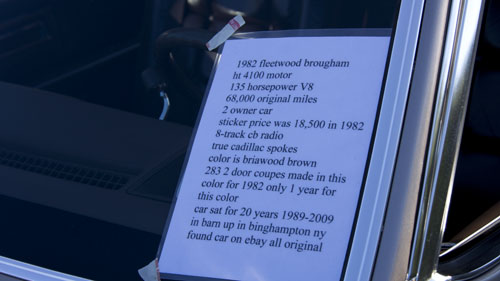 1982 fleetwood brougham
ht 4100 motor
135 horsepower V8
68,000 original miles
2 owner car
sticker price was 18,500 in 1982
8-track cb radio
true cadillac spokes
color is briawood brown
283 2 door coupes made in this
color for 1982 only 1 year for
this color
car sat for 20 years 1989-2009
in barn up in binghampton ny
found car on ebay all original